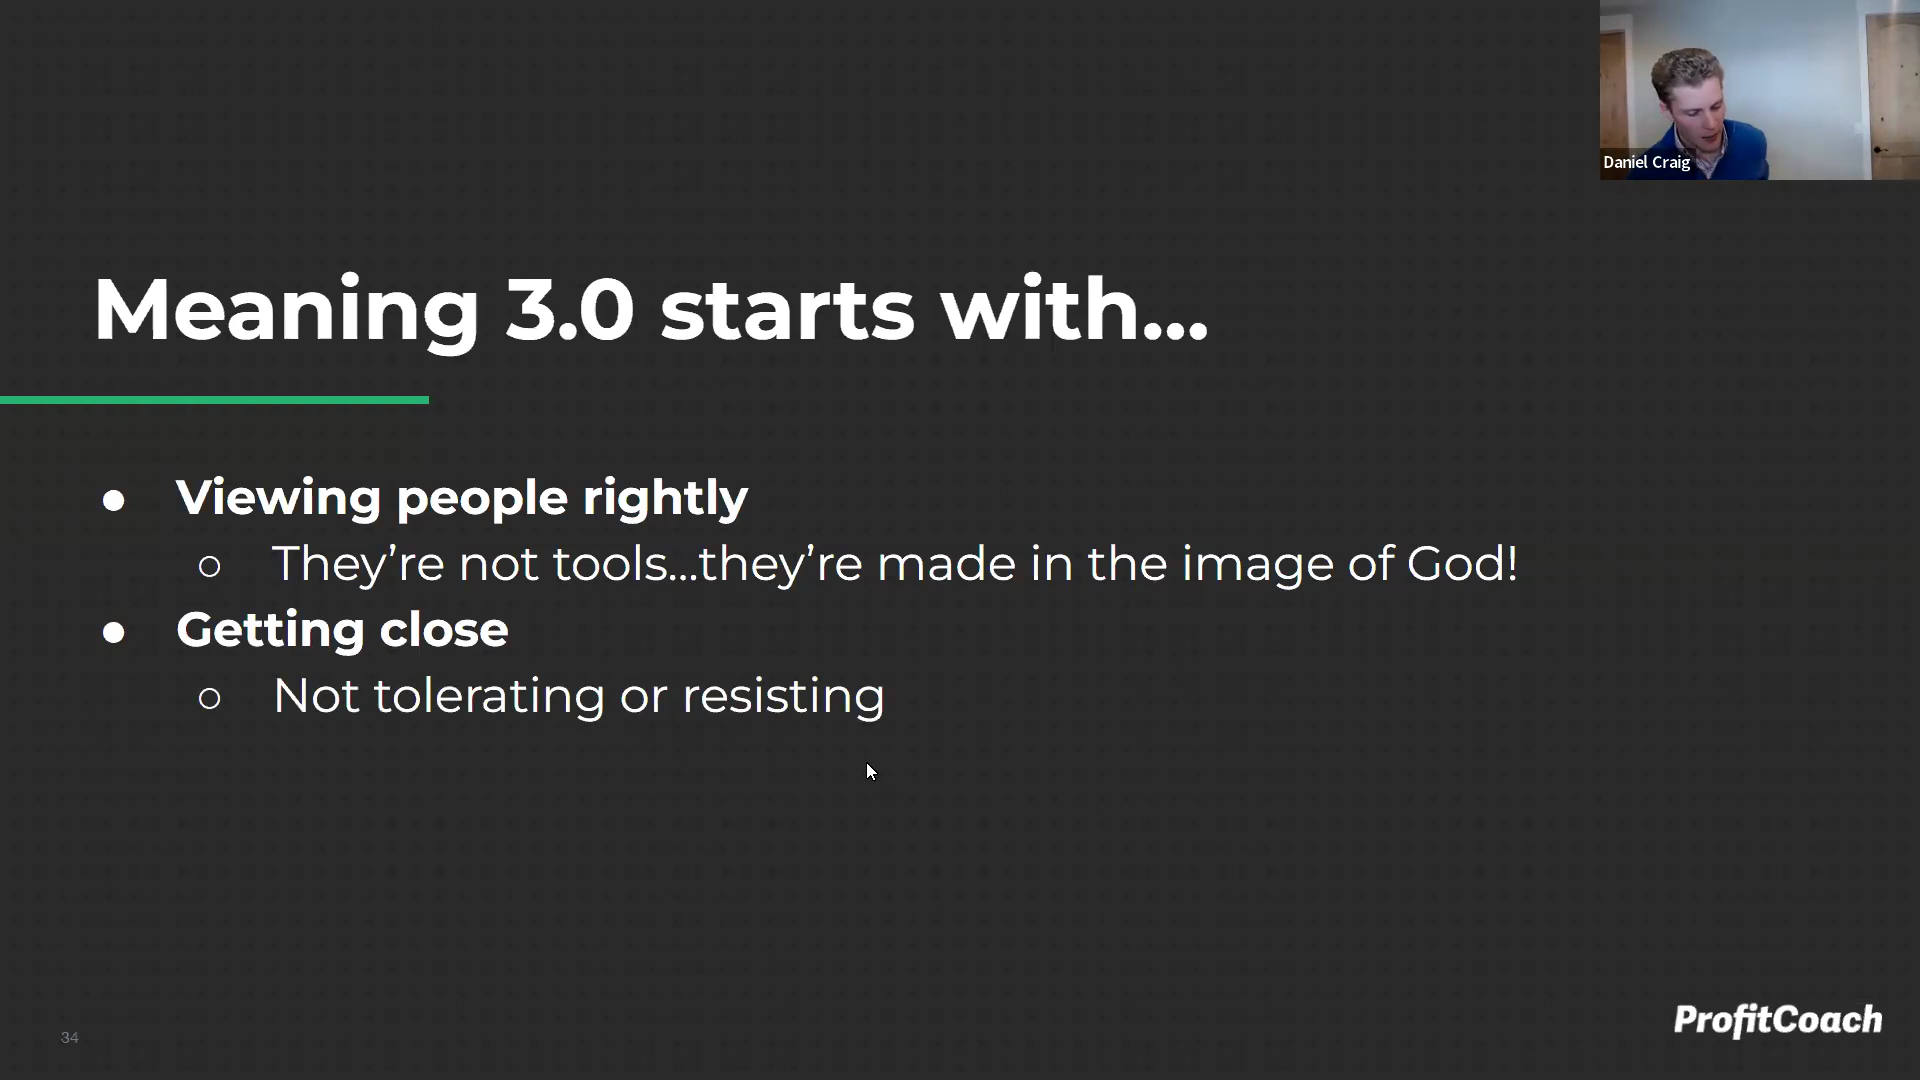 Daniel Craig
Meaning 3.0 starts with...
● Viewing people rightly
○ They’re not tools...they’re made in the image of God!
● Getting close
○ Not tolerating or resisting
34
ProfitCoach